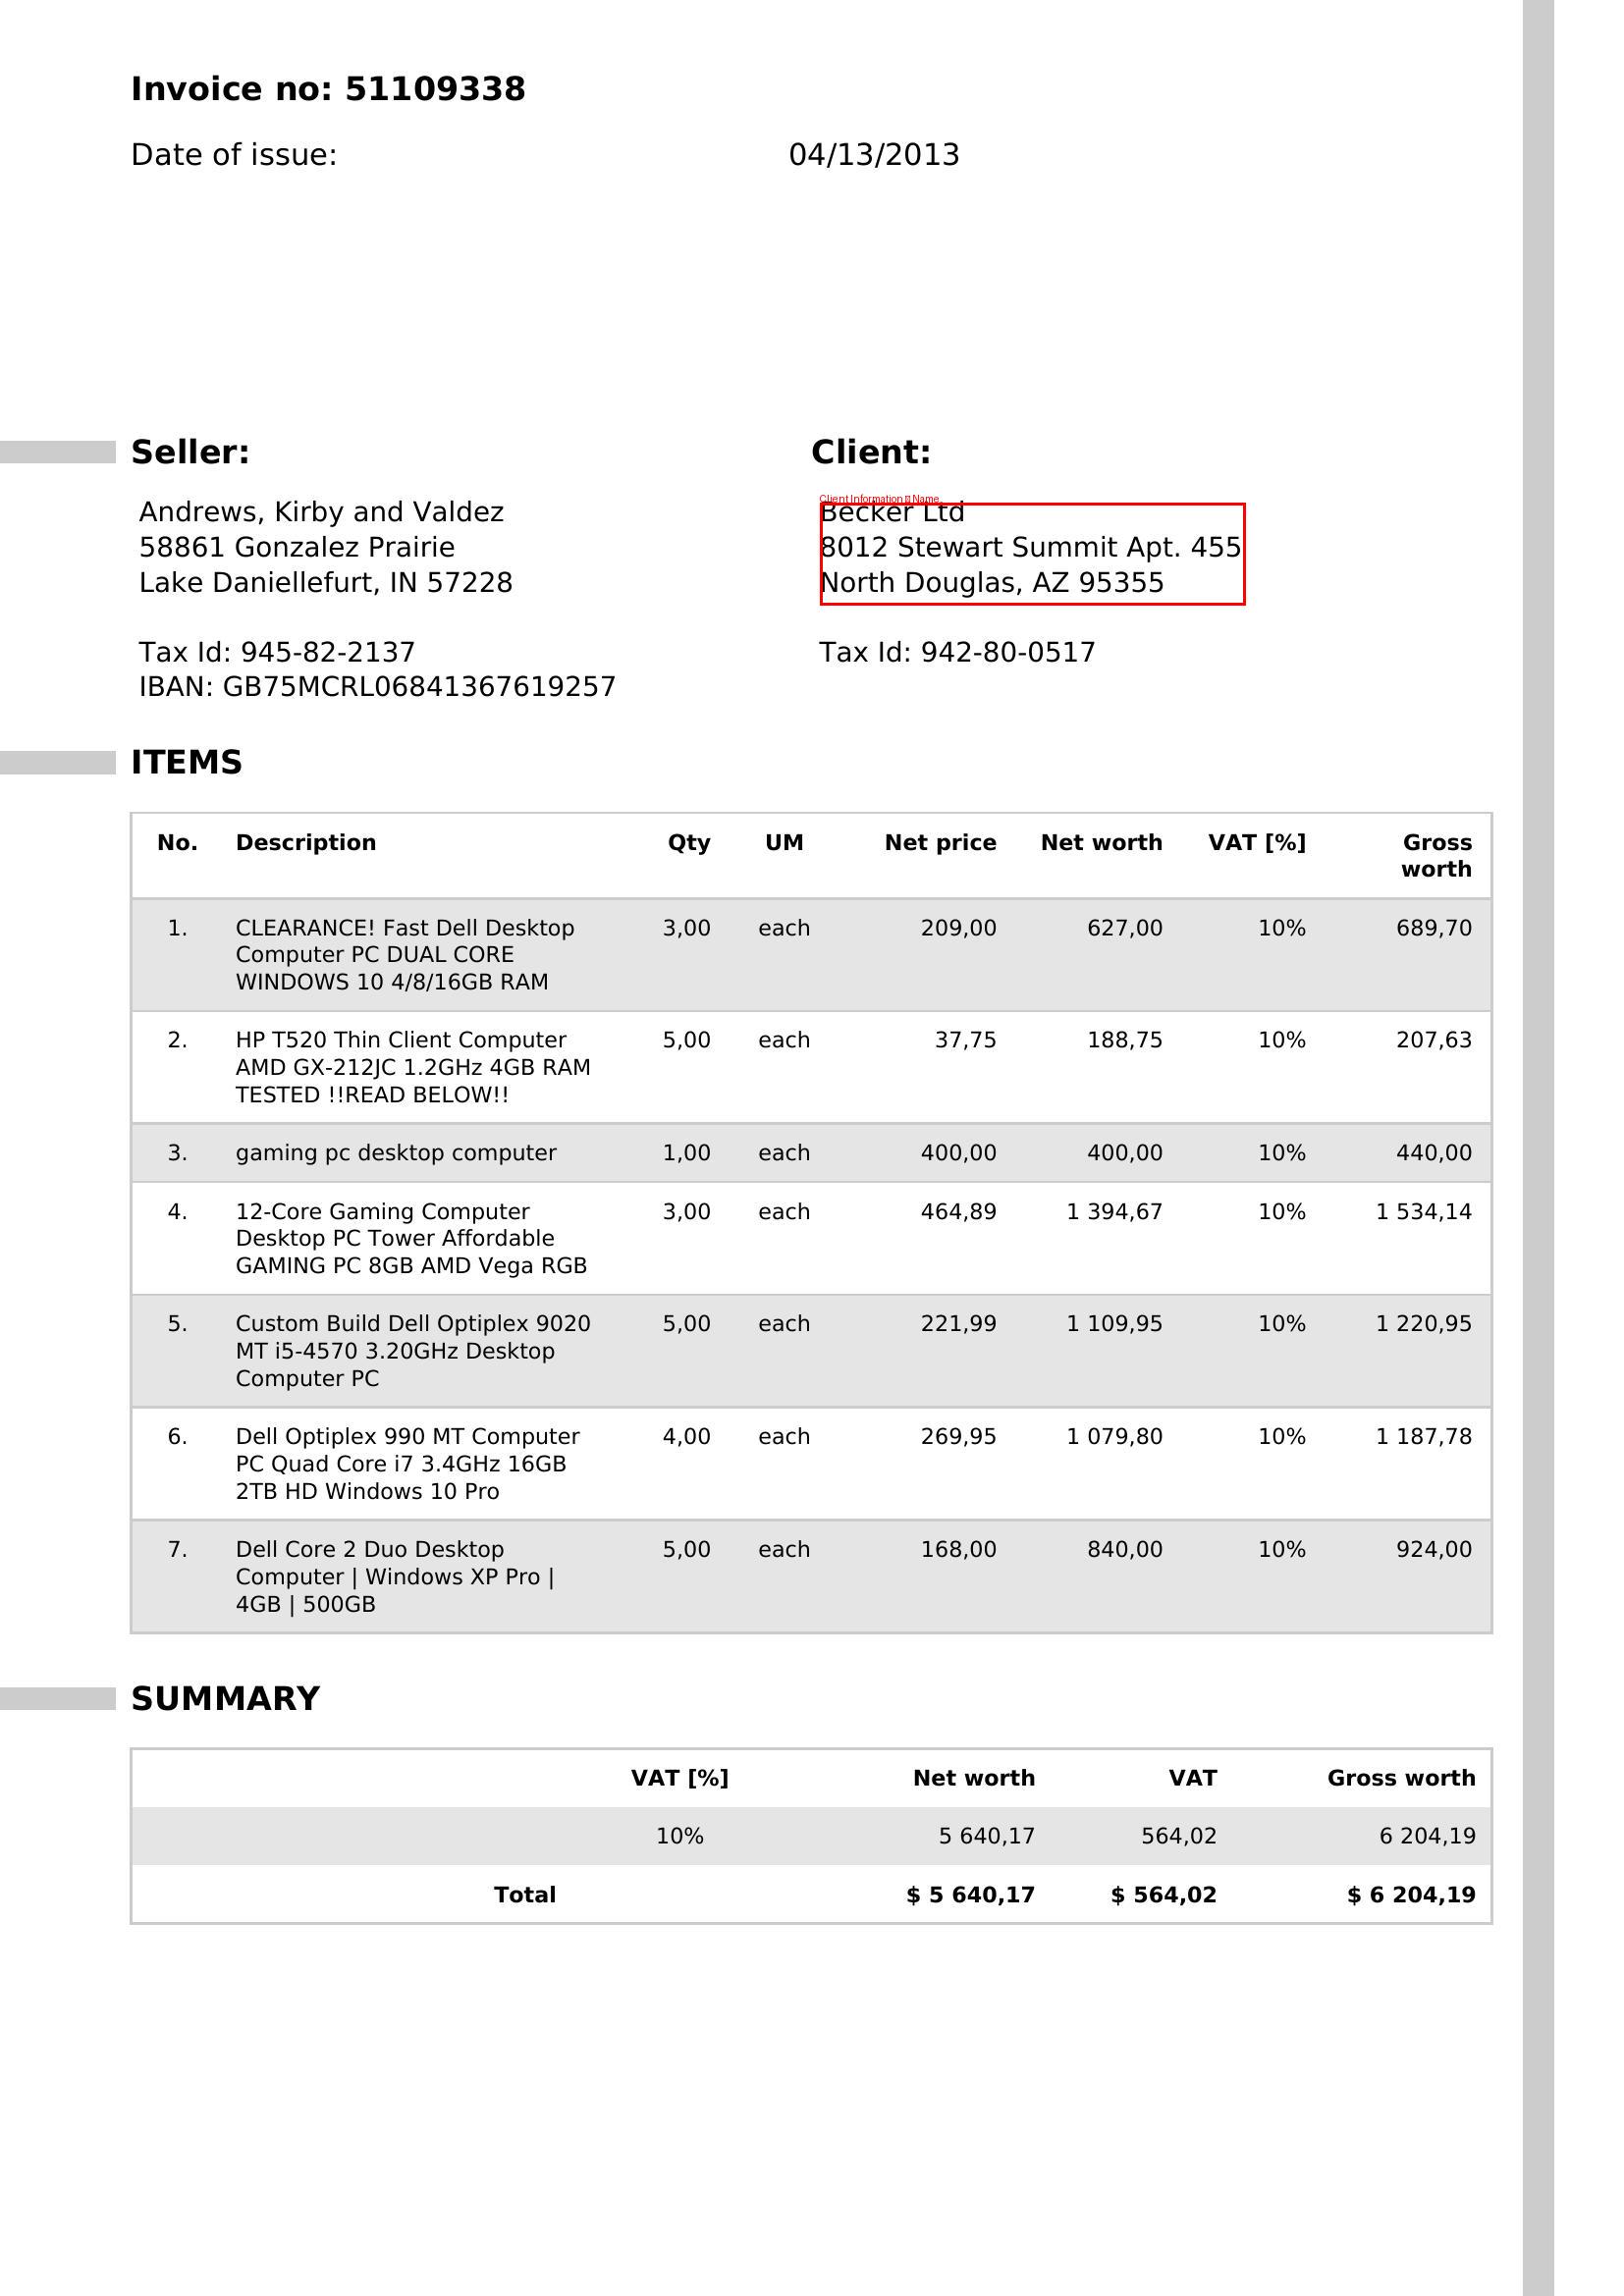 Invoice no: 51109338
Date of issue: 04/13/2013
Seller:
Andrews, Kirby and Valdez
58861 Gonzalez Prairie
Lake Daniellefurt, IN 57228
Tax Id: 945-82-2137
IBAN: GB75MCRL06841367619257
Client:
Client Information Name
Becker Ltd
8012 Stewart Summit Apt. 455
North Douglas, AZ 95355
Tax Id: 942-80-0517
ITEMS
No. Description Qty UM Net price Net worth VAT [%] Gross
worth
1. CLEARANCE! Fast Dell Desktop 3,00 each 209,00 627,00 10% 689,70
Computer PC DUAL CORE
WINDOWS 10 4/8/16GB RAM
2. HP T520 Thin Client Computer 5,00 each 37,75 188,75 10% 207,63
AMD GX-212JC 1.2GHz 4GB RAM
TESTED !!READ BELOW!!
3. gaming pc desktop computer 1,00 each 400,00 400,00 10% 440,00
4. 12-Core Gaming Computer 3,00 each 464,89 1 394,67 10% 1 534,14
Desktop PC Tower Affordable
GAMING PC 8GB AMD Vega RGB
5. Custom Build Dell Optiplex 9020 5,00 each 221,99 1 109,95 10% 1 220,95
MT i5-4570 3.20GHz Desktop
Computer PC
6. Dell Optiplex 990 MT Computer 4,00 each 269,95 1 079,80 10% 1 187,78
PC Quad Core i7 3.4GHz 16GB
2TB HD Windows 10 Pro
7. Dell Core 2 Duo Desktop 5,00 each 168,00 840,00 10% 924,00
Computer | Windows XP Pro |
4GB | 500GB
SUMMARY
VAT [%] Net worth VAT Gross worth
10% 5 640,17 564,02 6 204,19
Total $ 5 640,17 $ 564,02 $ 6 204,19